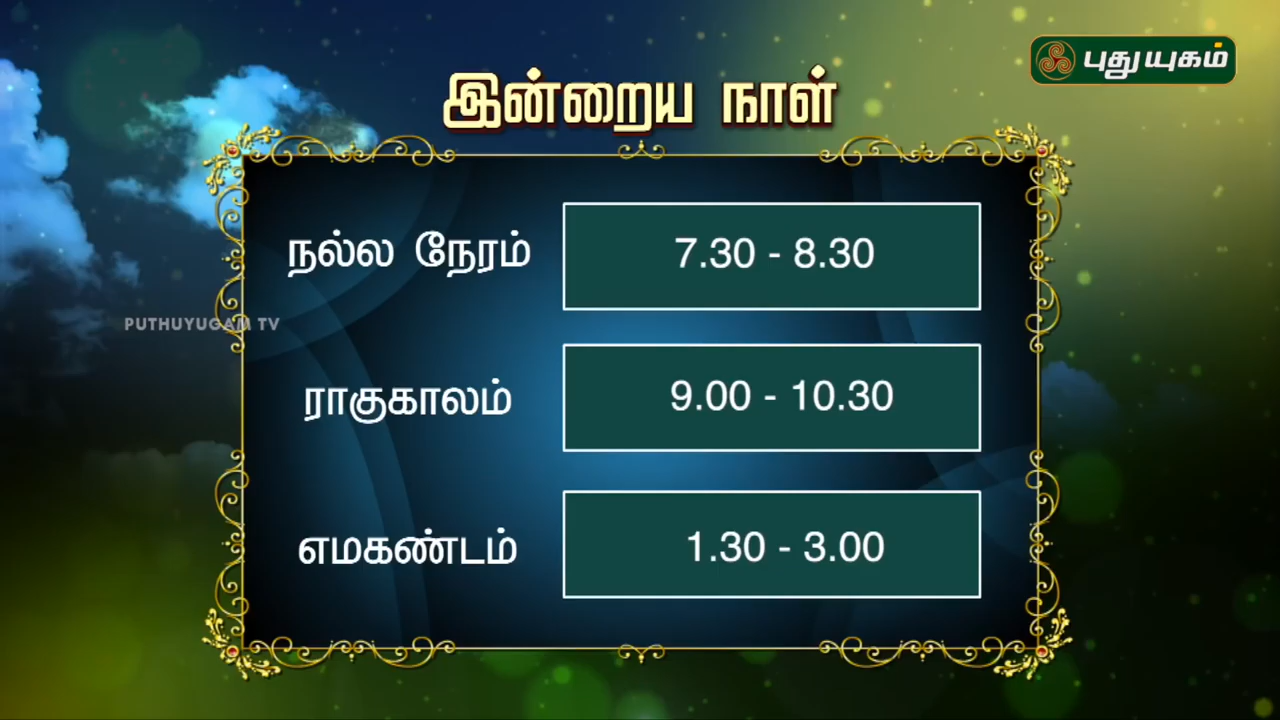 புதுயுகம்
இன்றைய நாள்
நல்ல நேரம் 7.30 - 8.30
PUTHUYUGAM TV
ராகுகாலம் 9.00 - 10.30
எமகண்டம் 1.30 - 3.00